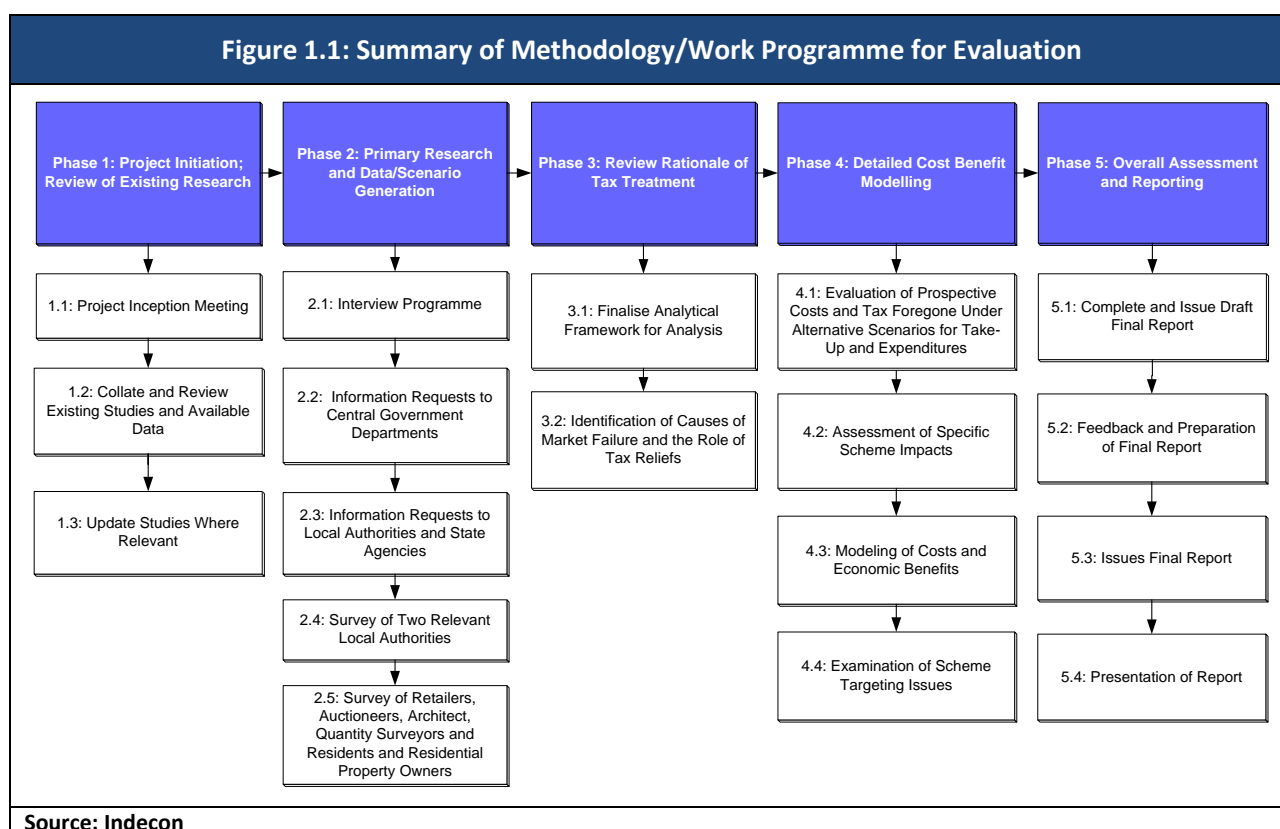 Figure 1.1: Summary of Methodology/Work Programme for Evaluation
Phase 1: Project Initiation;
Review of Existing Research
Phase 2: Primary Research
and Data/Scenario
Generation
Phase 3: Review Rationale of
Tax Treatment
Phase 4: Detailed Cost Benefit
Modelling
Phase 5: Overall Assessment
and Reporting
1.1: Project Inception Meeting
1.2: Collate and Review
Existing Studies and Available
Data
1.3: Update Studies Where
Relevant
2.1: Interview Programme
2.2: Information Requests to
Central Government
Departments
2.3: Information Requests to
Local Authorities and State
Agencies
2.4: Survey of Two Relevant
Local Authorities
2.5: Survey of Retailers,
Auctioneers, Architect,
Quantity Surveyors and
Residents and Residential
Property Owners
3.1: Finalise Analytical
Framework for Analysis
3.2: Identification of Causes of
Market Failure and the Role of
Tax Reliefs
4.1: Evaluation of Prospective
Costs and Tax Foregone Under
Alternative Scenarios for Take-
Up and Expenditures
4.2: Assessment of Specific
Scheme Impacts
4.3: Modeling of Costs and
Economic Benefits
4.4: Examination of Scheme
Targeting Issues
5.1: Complete and Issue Draft
Final Report
5.2: Feedback and Preparation
of Final Report
5.3: Issues Final Report
5.4: Presentation of Report
Source: Indecon